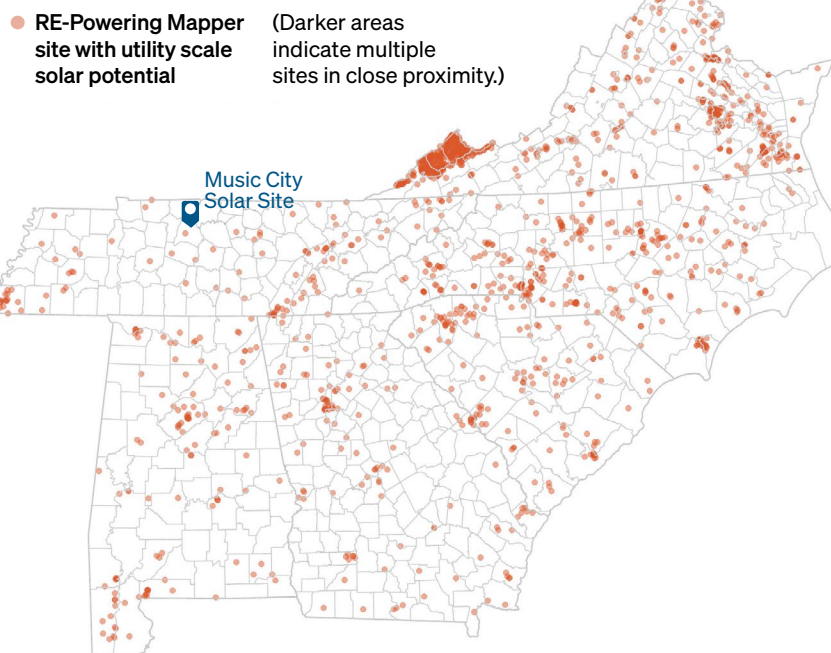 RE-Powering Mapper
site with utility scale
solar potential
(Darker areas
indicate multiple
sites in close proximity.)
Music City
Solar Site